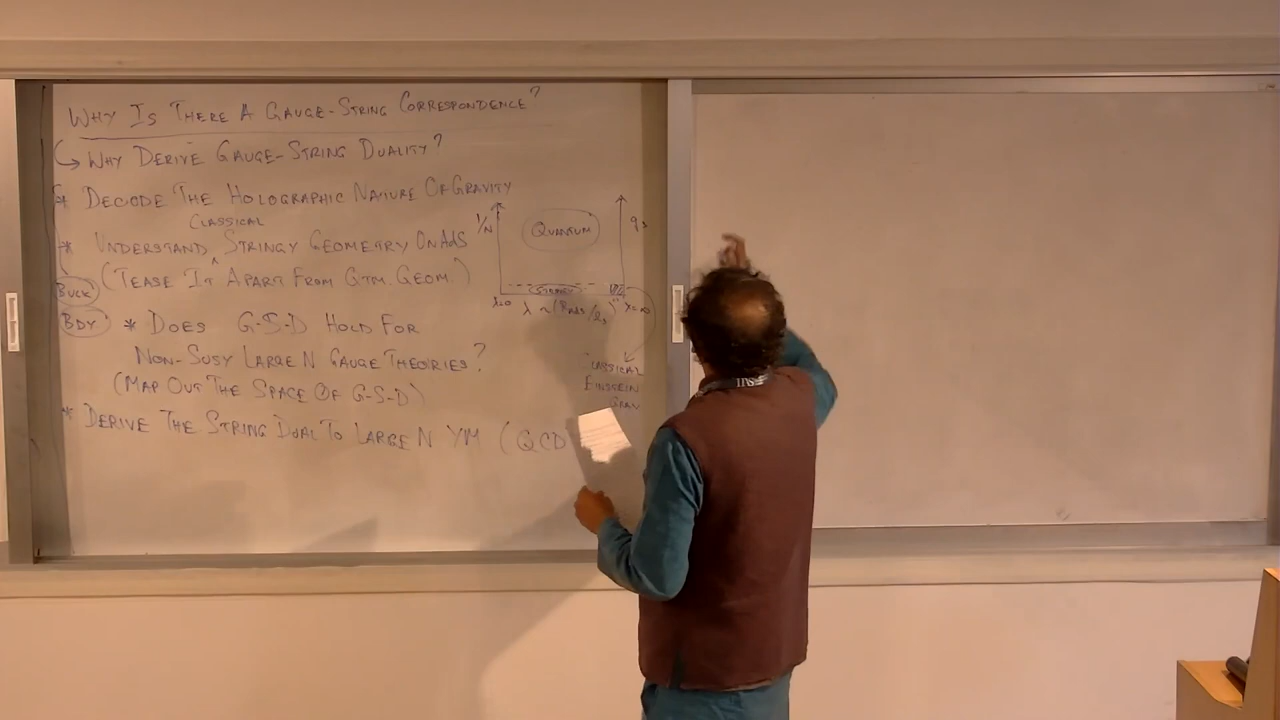 WHY IS THERE A GAUGE-STRING CORRESPONDENCE?
↳ WHY DERIVE GAUGE-STRING DUALITY?
* DECODE THE HOLOGRAPHIC NATURE OF GRAVITY
CLASSICAL
* UNDERSTAND ^ STRINGY GEOMETRY ON AdS
(TEASE IT APART FROM QTM. GEOM.)
BULK
BDY
* DOES G-S-D HOLD FOR
NON-SUSY LARGE N GAUGE THEORIES?
(MAP OUT THE SPACE OF G-S-D)
* DERIVE THE STRING DUAL TO LARGE N YM (QCD
1/N
QUANTUM
g_s
STRINGY
λ=0
λ ~ (R_AdS/l_s)
λ=∞
CLASSICAL
EINSTEIN
GRAV